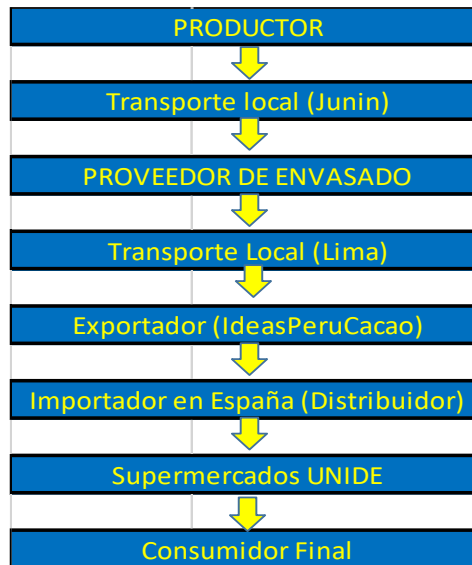 PRODUCTOR
Transporte local (Junin)
PROVEEDOR DE ENVASADO
Transporte Local (Lima)
Exportador (IdeasPeruCacao)
Importador en España (Distribuidor)
Supermercados UNIDE
Consumidor Final